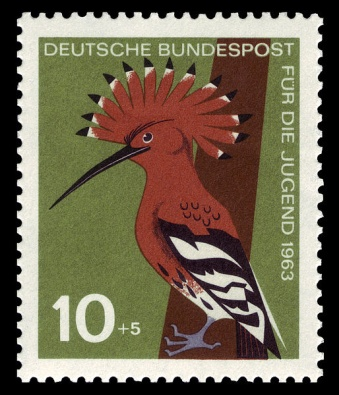 DEUTSCHE BUNDESPOST
FÜR DIE JUGEND 1963
10+5